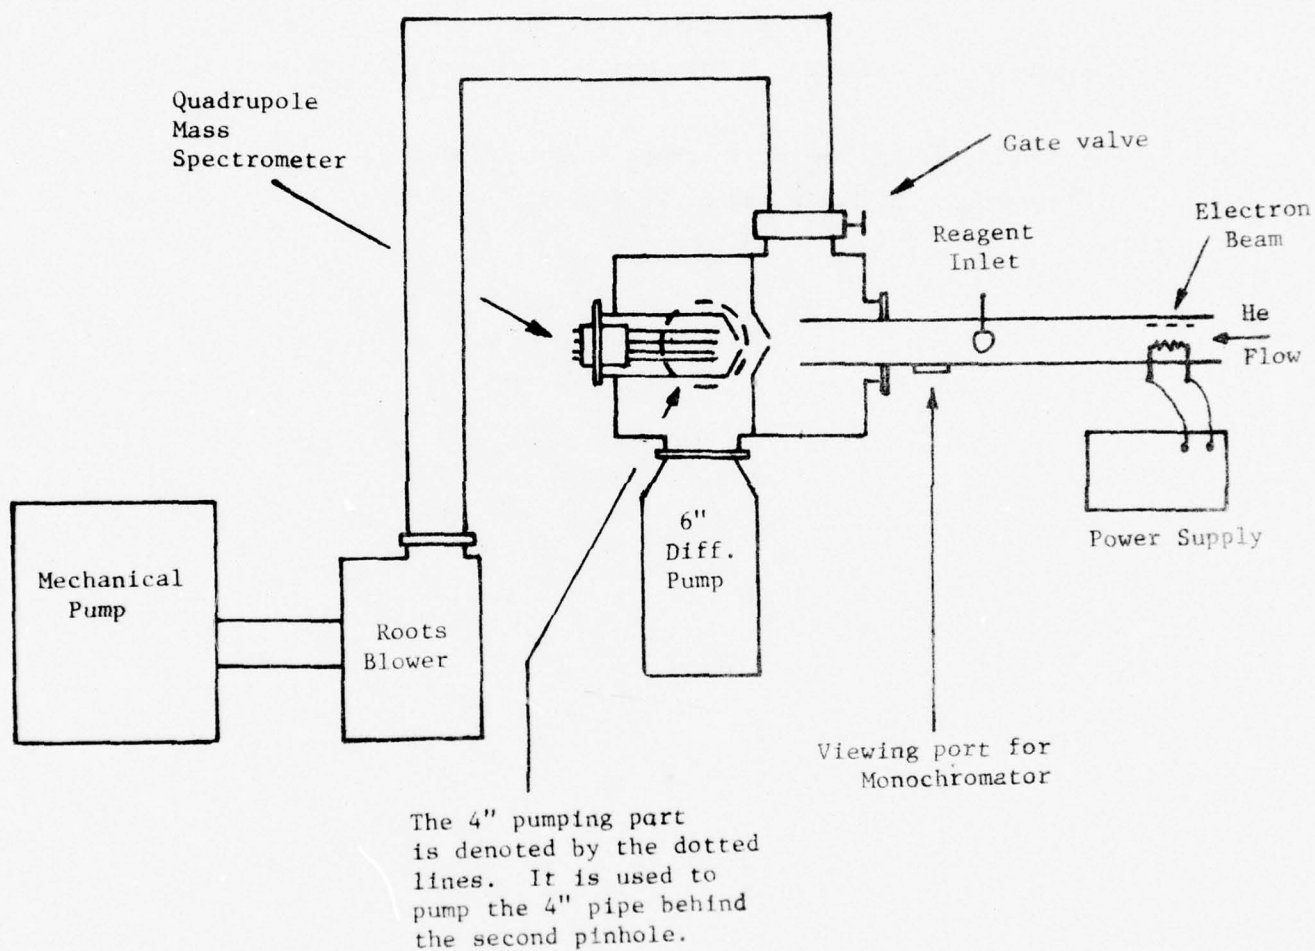 Quadrupole
Mass
Spectrometer
Gate valve
Electron
Beam
Reagent
Inlet
He
Flow
6"
Diff.
Pump
Power Supply
Mechanical
Pump
Roots
Blower
Viewing port for
Monochromator
The 4" pumping part
is denoted by the dotted
lines. It is used to
pump the 4" pipe behind
the second pinhole.